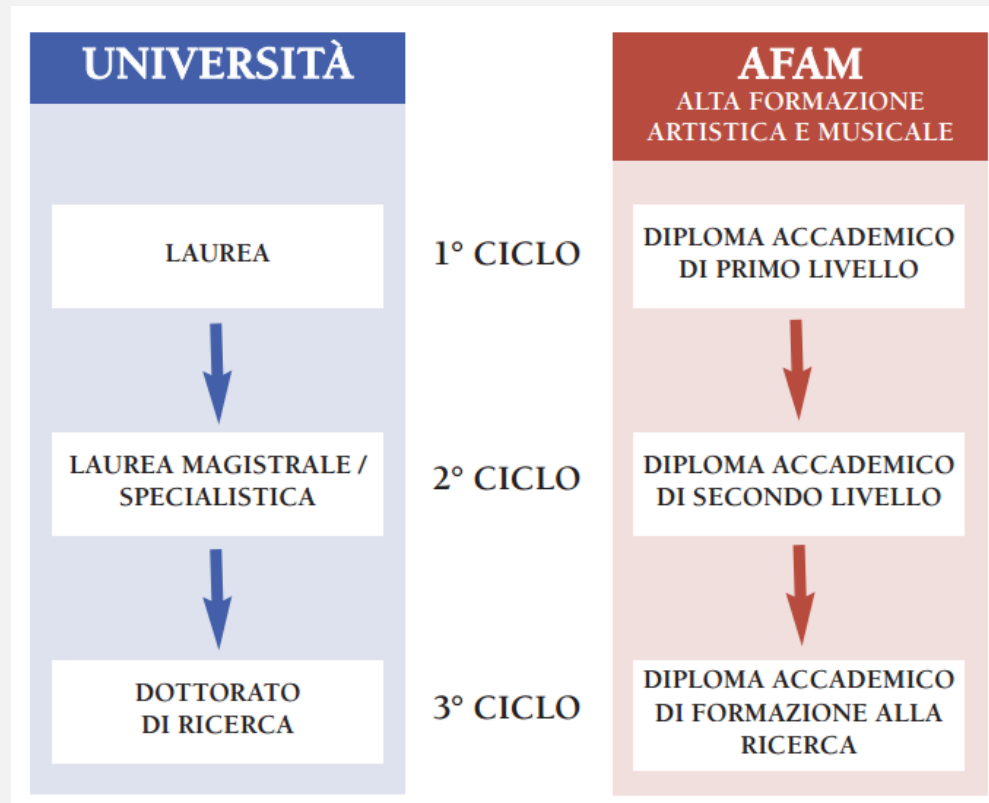 UNIVERSITÀ
AFAM
ALTA FORMAZIONE
ARTISTICA E MUSICALE
LAUREA
1° CICLO
DIPLOMA ACCADEMICO
DI PRIMO LIVELLO
LAUREA MAGISTRALE /
SPECIALISTICA
2° CICLO
DIPLOMA ACCADEMICO
DI SECONDO LIVELLO
DOTTORATO
DI RICERCA
3° CICLO
DIPLOMA ACCADEMICO
DI FORMAZIONE ALLA
RICERCA